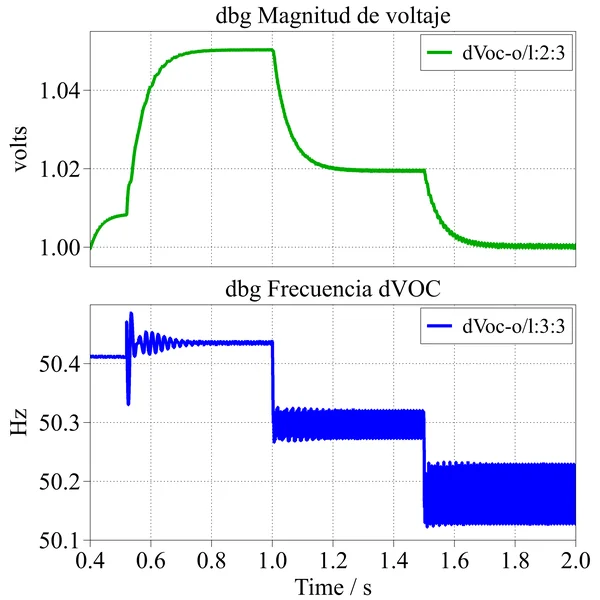 dbg Magnitud de voltaje
dVoc-o/l:2:3
volts
1.04
1.02
1.00
dbg Frecuencia dVOC
dVoc-o/l:3:3
Hz
50.4
50.3
50.2
50.1
0.4 0.6 0.8 1.0 1.2 1.4 1.6 1.8 2.0
Time / s